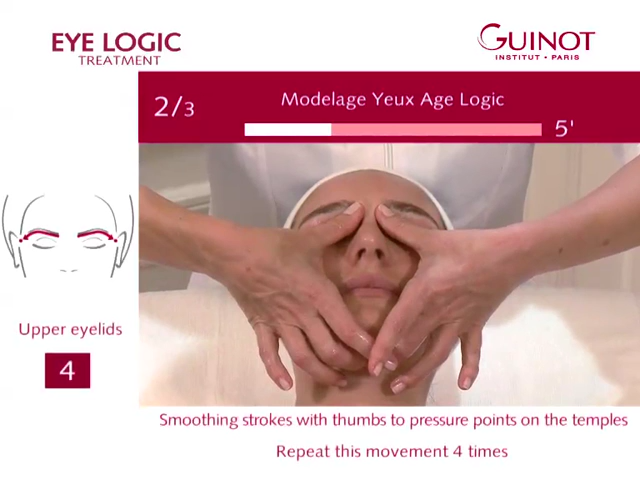 EYE LOGIC
TREATMENT
GUINOT
INSTITUT • PARIS
2/3
Modelage Yeux Age Logic
5'
Upper eyelids
4
Smoothing strokes with thumbs to pressure points on the temples
Repeat this movement 4 times